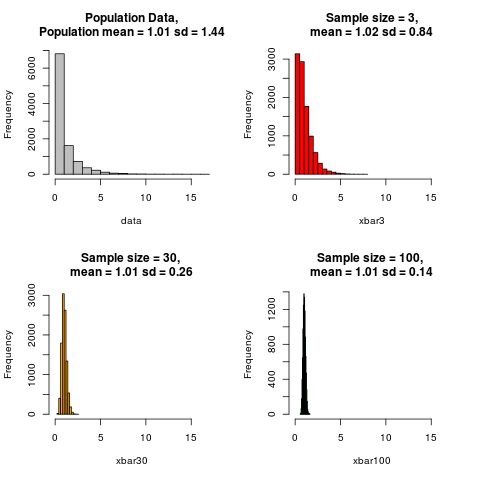 Population Data,
Population mean = 1.01 sd = 1.44
Frequency
0 2000 4000 6000
0 5 10 15
data
Sample size = 3,
mean = 1.02 sd = 0.84
Frequency
0 1000 2000 3000
0 5 10 15
xbar3
Sample size = 30,
mean = 1.01 sd = 0.26
Frequency
0 1000 2000 3000
0 5 10 15
xbar30
Sample size = 100,
mean = 1.01 sd = 0.14
Frequency
0 400 800 1200
0 5 10 15
xbar100